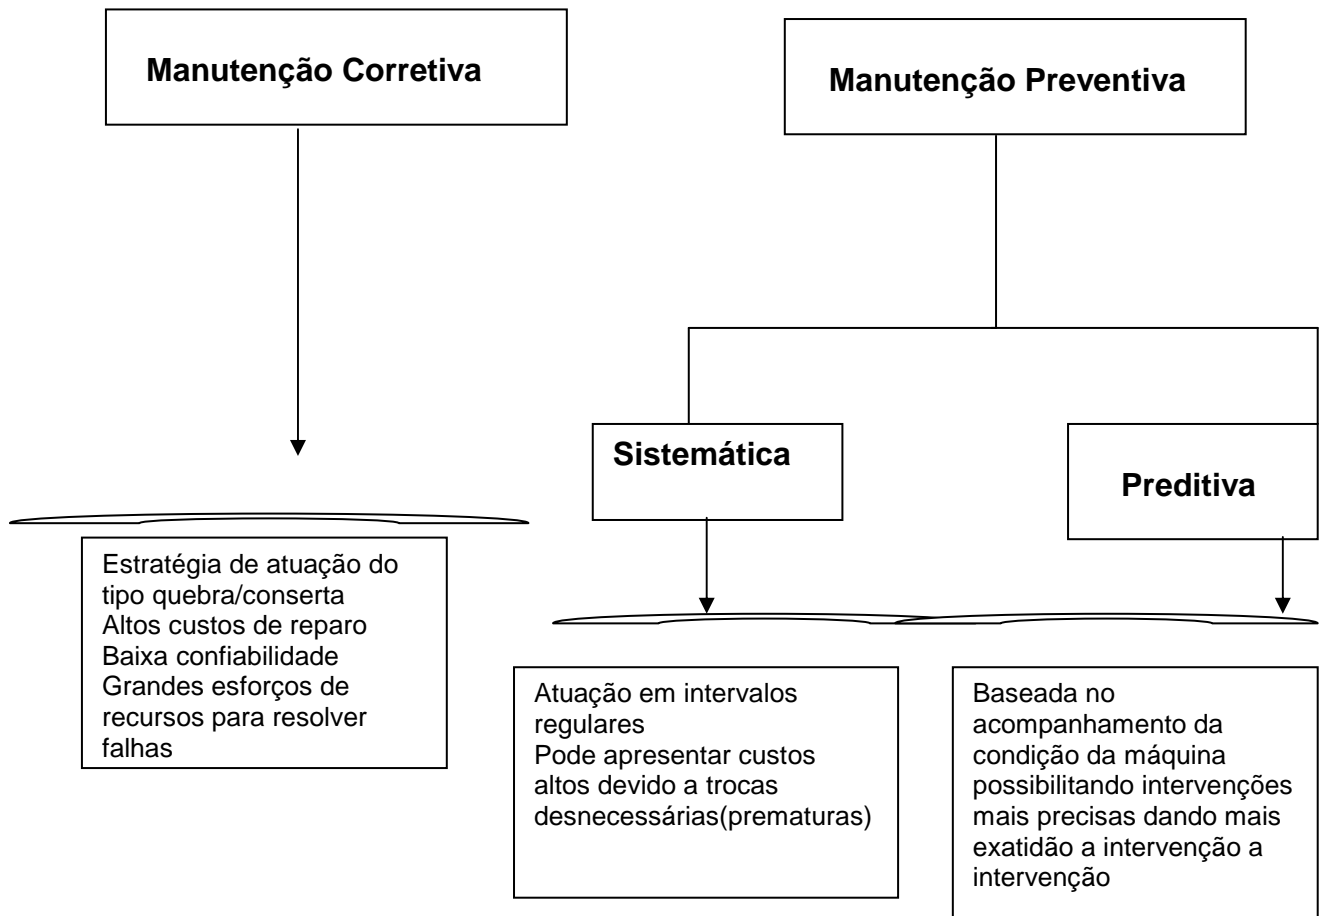 Manutenção Corretiva
Manutenção Preventiva
Sistemática
Preditiva
Estratégia de atuação do
tipo quebra/conserta
Altos custos de reparo
Baixa confiabilidade
Grandes esforços de
recursos para resolver
falhas
Atuação em intervalos
regulares
Pode apresentar custos
altos devido a trocas
desnecessárias(prematuras)
Baseada no
acompanhamento da
condição da máquina
possibilitando intervenções
mais precisas dando mais
exatidão a intervenção a
intervenção